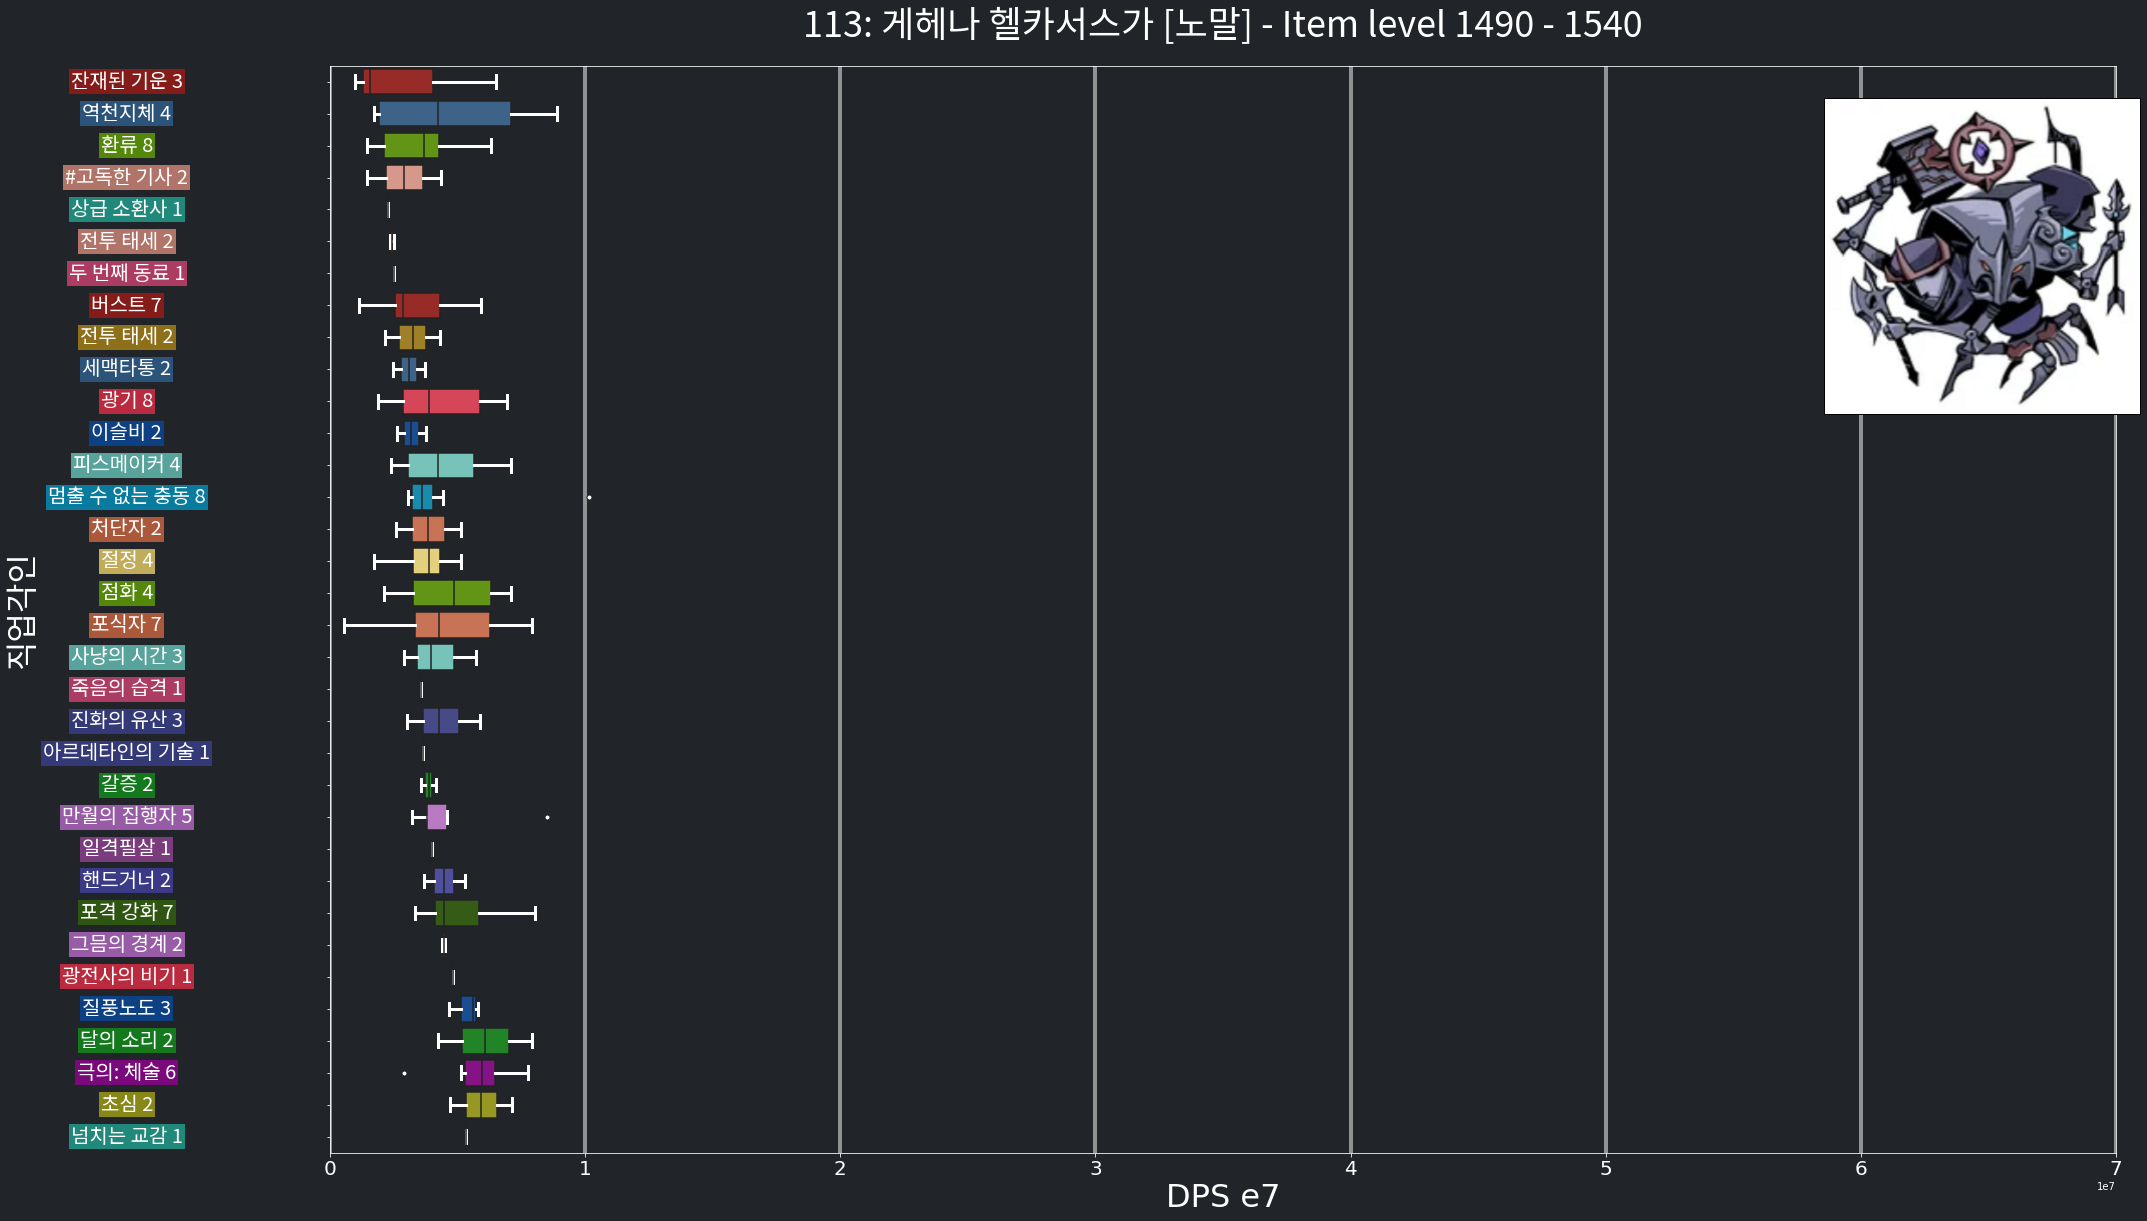 113: 게헤나 헬카서스가 [노말] - Item level 1490 - 1540
잔재된 기운 3
역천지체 4
환류 8
#고독한 기사 2
상급 소환사 1
전투 태세 2
두 번째 동료 1
버스트 7
전투 태세 2
세맥타통 2
광기 8
이슬비 2
피스메이커 4
멈출 수 없는 충동 8
처단자 2
절정 4
점화 4
포식자 7
사냥의 시간 3
죽음의 습격 1
진화의 유산 3
아르데타인의 기술 1
갈증 2
만월의 집행자 5
일격필살 1
핸드거너 2
포격 강화 7
그믐의 경계 2
광전사의 비기 1
질풍노도 3
달의 소리 2
극의: 체술 6
초심 2
넘치는 교감 1
직업각인
0 1 2 3 4 5 6 7
1e7
DPS e7